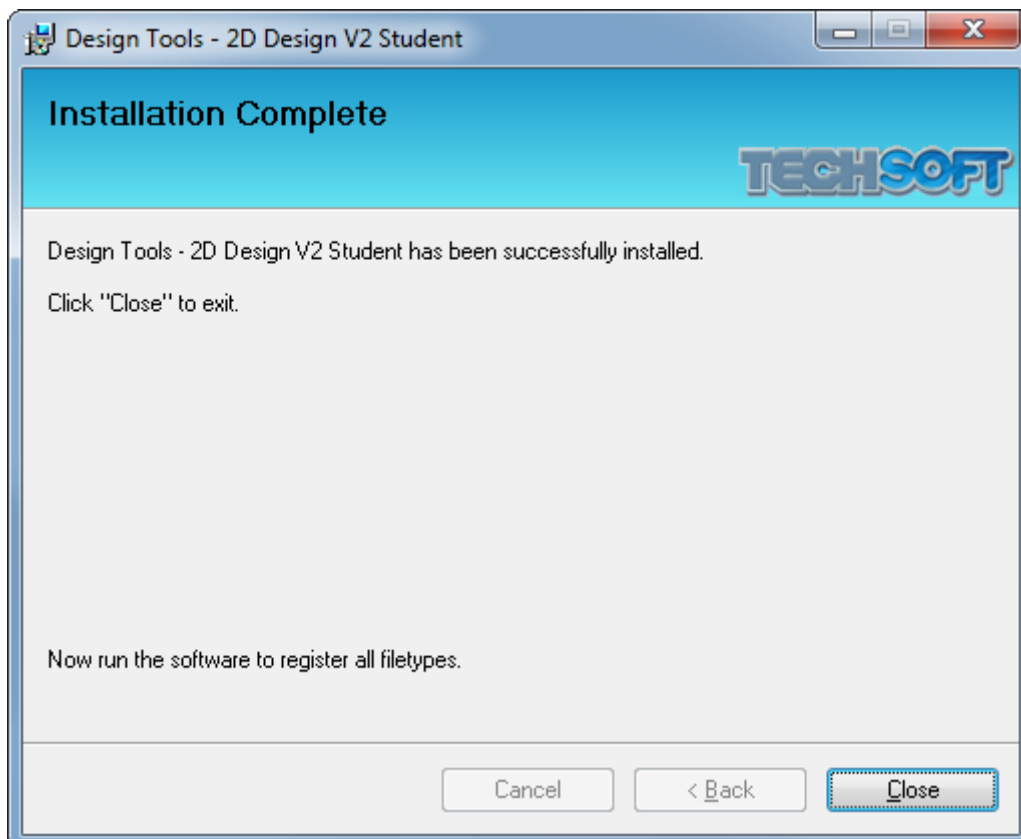 Design Tools - 2D Design V2 Student
Installation Complete
TECHSOFT
Design Tools - 2D Design V2 Student has been successfully installed.
Click "Close" to exit.
Now run the software to register all filetypes.
Cancel
< Back
Close